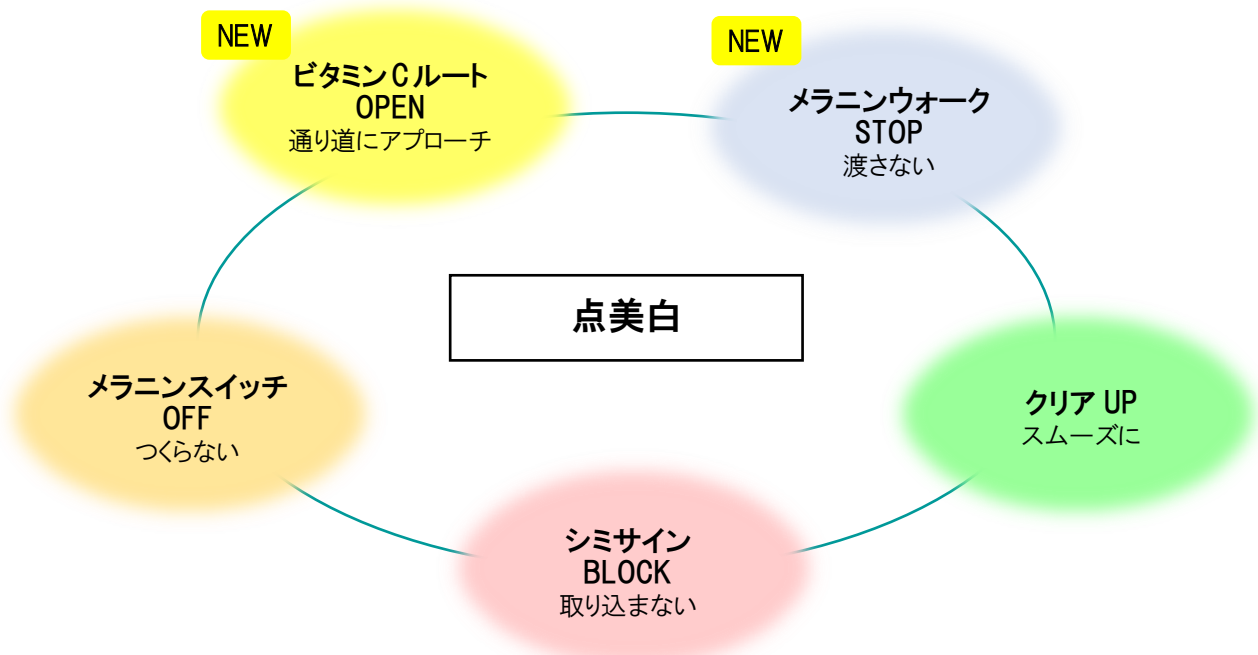 NEW
ビタミンCルート
OPEN
通り道にアプローチ
NEW
メラニンウォーク
STOP
渡さない
点美白
メラニンスイッチ
OFF
つくらない
クリア UP
スムーズに
シミサイン
BLOCK
取り込まない